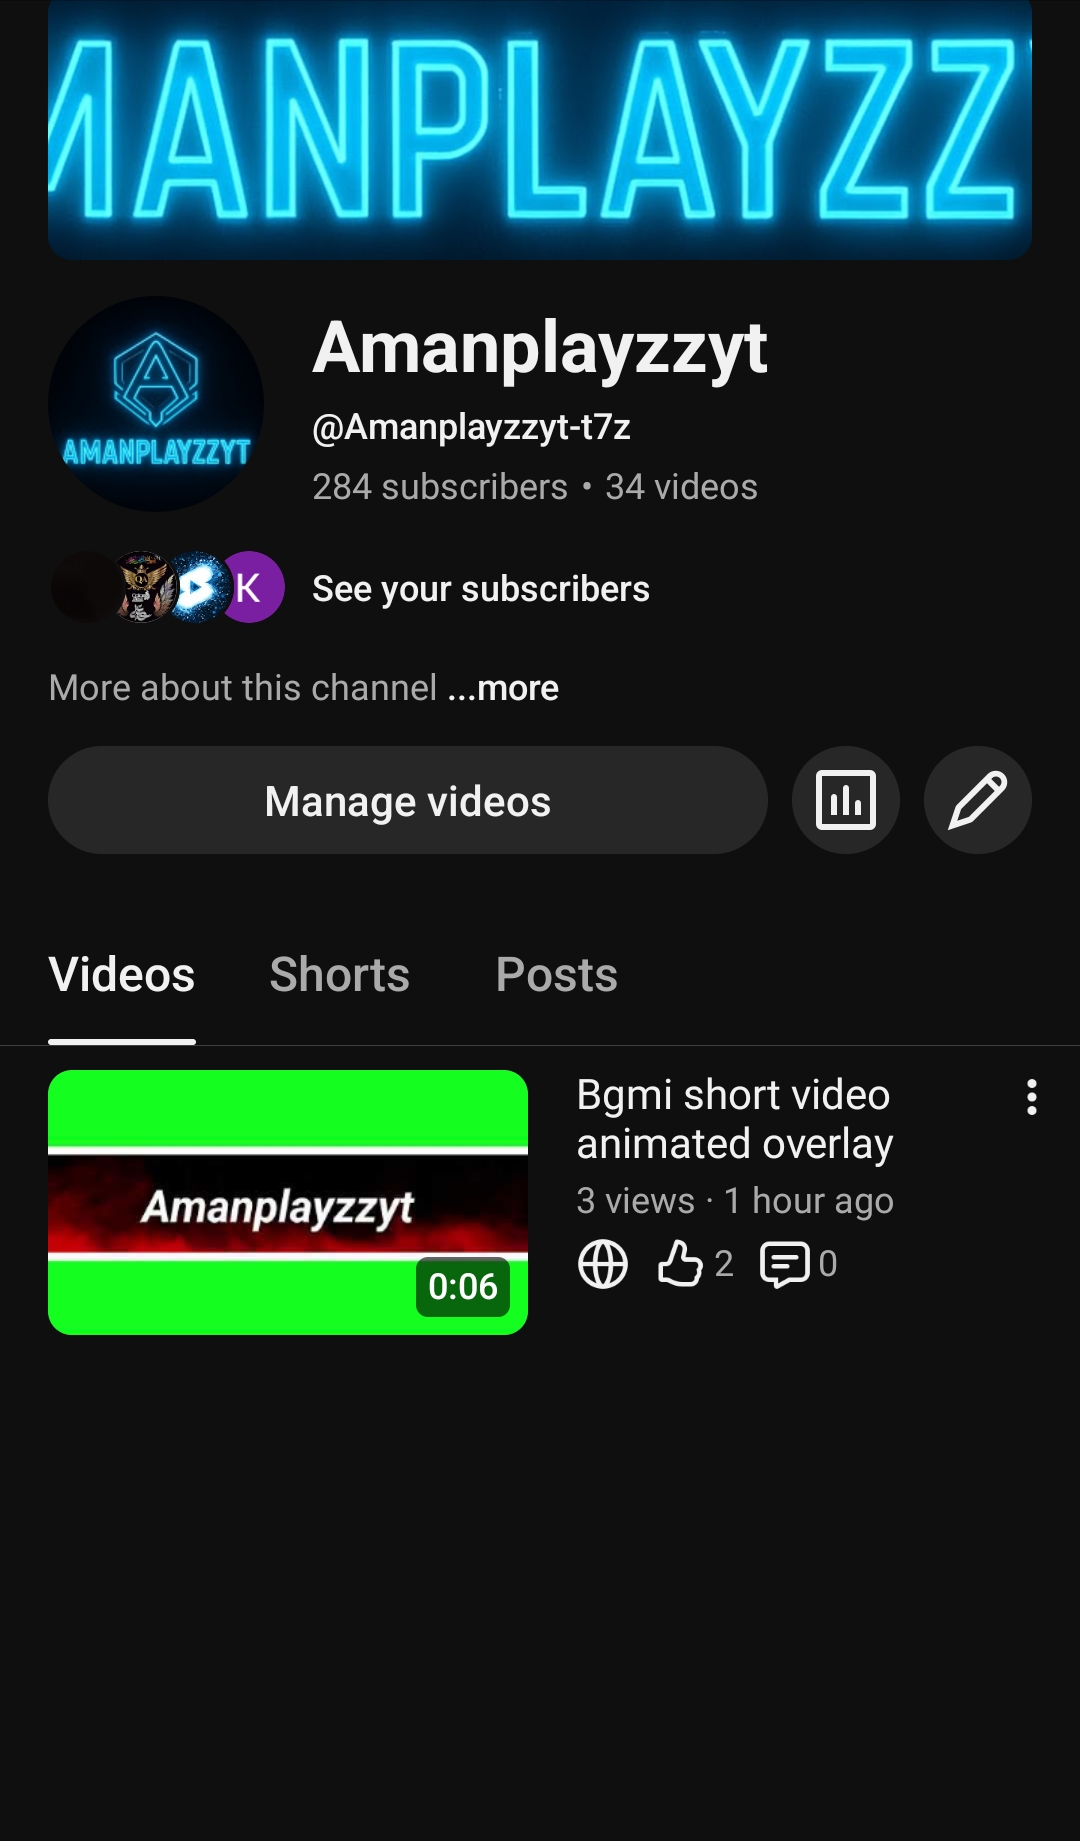 MANPLAYZZ
AMANPLAYZZYT
Amanplayzzyt
@Amanplayzzyt-t7z
284 subscribers • 34 videos
K
See your subscribers
More about this channel ...more
Manage videos
Videos Shorts Posts
Amanplayzzyt
0:06
Bgmi short video
animated overlay
3 views · 1 hour ago
2 0